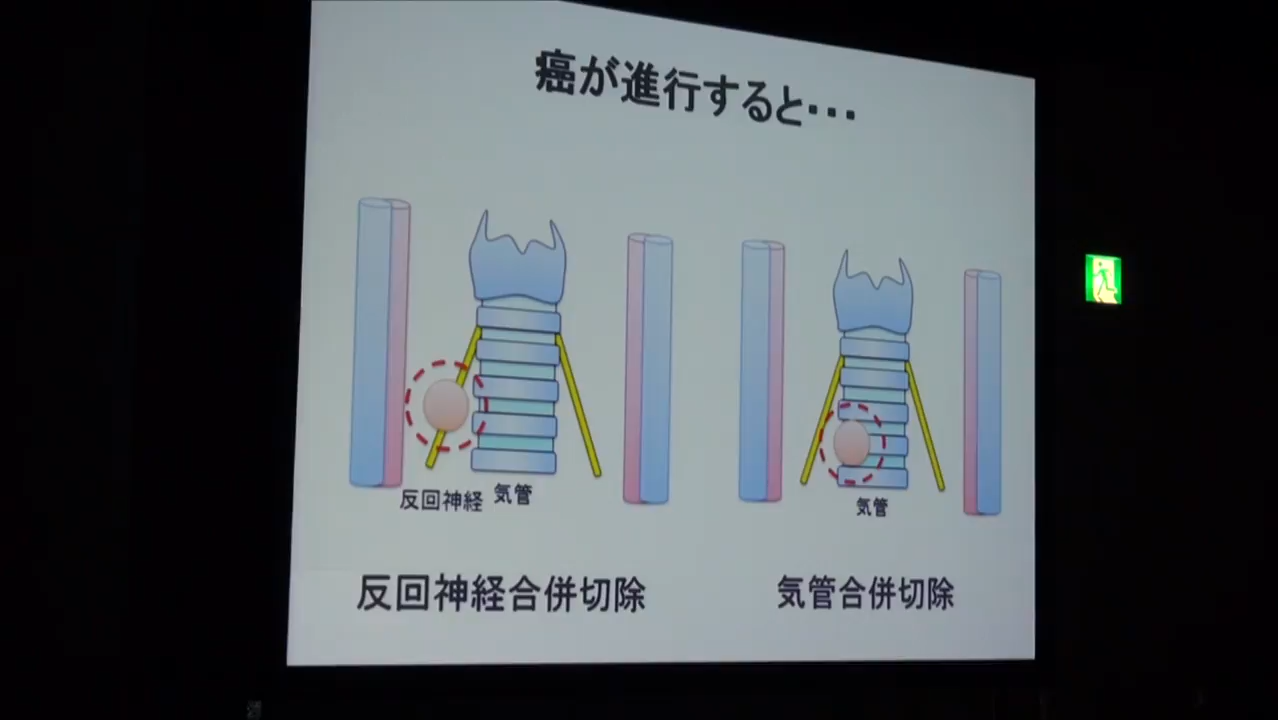 癌が進行すると・・・
反回神経
気管
気管
反回神経合併切除
気管合併切除